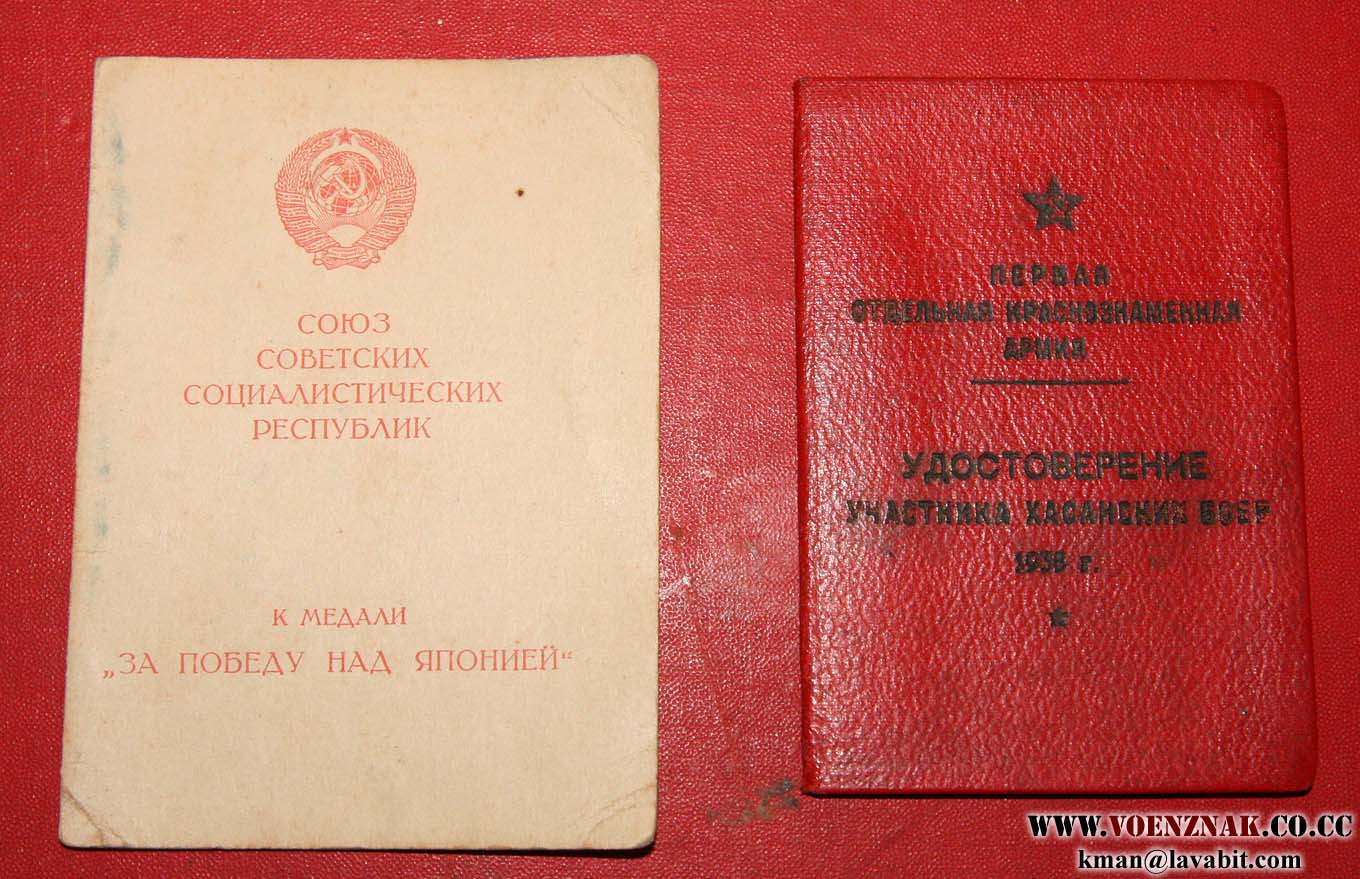 СОЮЗ
СОВЕТСКИХ
СОЦИАЛИСТИЧЕСКИХ
РЕСПУБЛИК
К МЕДАЛИ
„ЗА ПОБЕДУ НАД ЯПОНИЕЙ“
ПЕРВАЯ
ОТДЕЛЬНАЯ КРАСНОЗНАМЕННАЯ
АРМИЯ
УДОСТОВЕРЕНИЕ
УЧАСТНИКА ХАСАНСКИХ БОЕВ
1938 г.
WWW.VOENZNAK.CO.CC
kman@lavabit.com